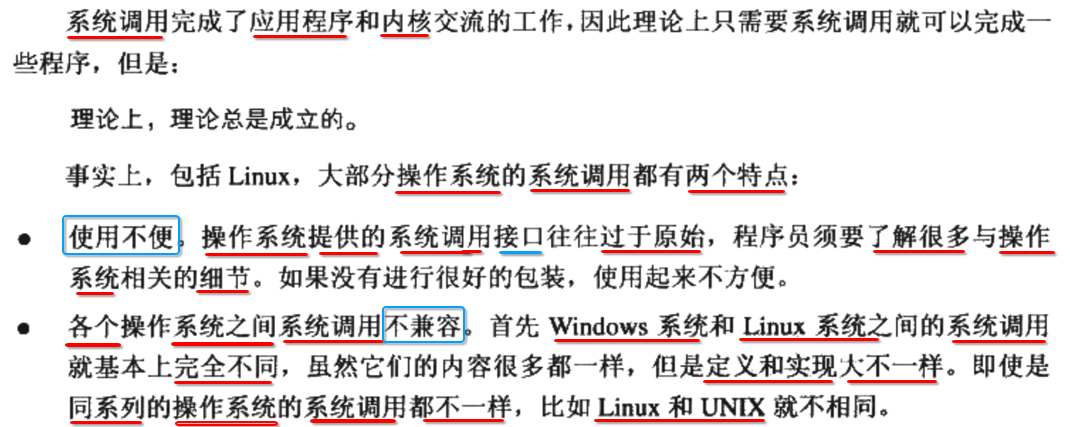 系统调用完成了应用程序和内核交流的工作,因此理论上只需要系统调用就可以完成一
些程序，但是：
理论上，理论总是成立的。
事实上，包括 Linux，大部分操作系统的系统调用都有两个特点：
● 使用不便。操作系统提供的系统调用接口往往过于原始，程序员须要了解很多与操作
系统相关的细节。如果没有进行很好的包装，使用起来不方便。
● 各个操作系统之间系统调用不兼容。首先 Windows 系统和 Linux 系统之间的系统调用
就基本上完全不同，虽然它们的内容很多都一样，但是定义和实现大不一样。即使是
同系列的操作系统的系统调用都不一样，比如 Linux 和 UNIX 就不相同。